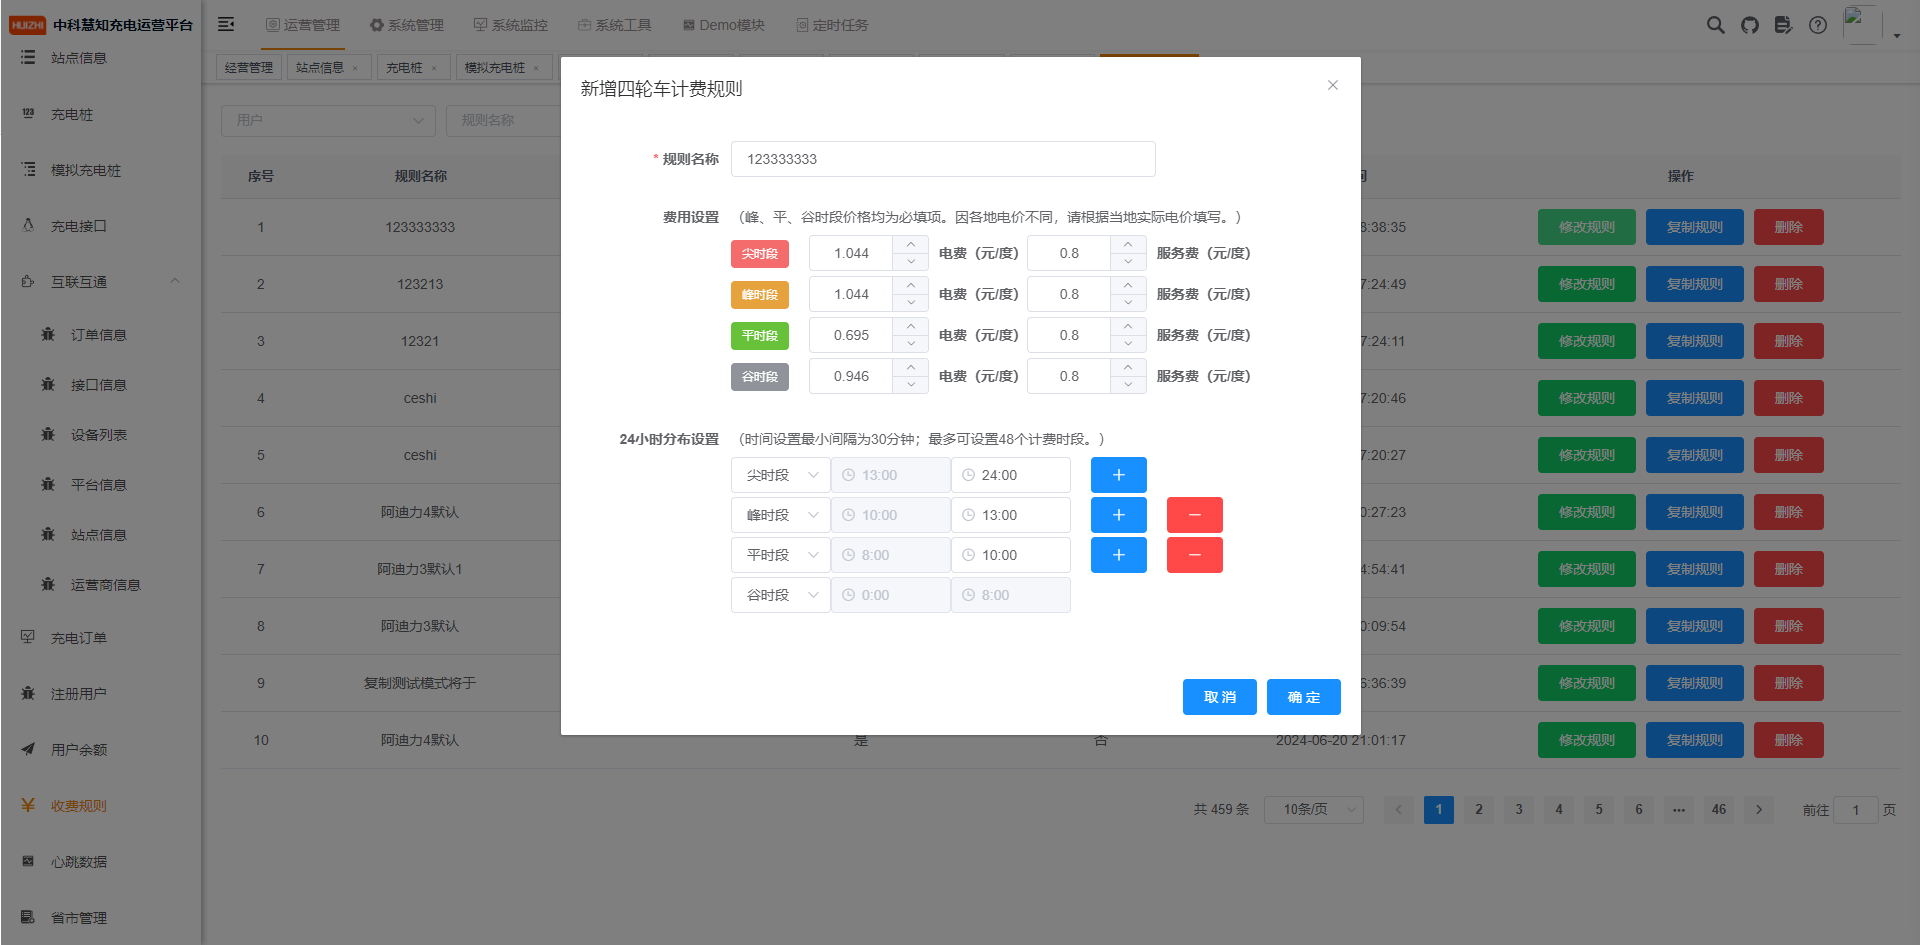 HUIZHI 中科慧知充电运营平台
运营管理 系统管理 系统监控 系统工具 Demo模块 定时任务
经营管理 站点信息 × 充电桩 × 模拟充电桩 ×
站点信息
充电桩
模拟充电桩
充电接口
互联互通
订单信息
接口信息
设备列表
平台信息
站点信息
运营商信息
充电订单
注册用户
用户余额
收费规则
心跳数据
省市管理
用户 规则名称
序号 规则名称 操作
1 123333333 8:38:35 修改规则 复制规则 删除
2 123213 7:24:49 修改规则 复制规则 删除
3 12321 7:24:11 修改规则 复制规则 删除
4 ceshi 7:20:46 修改规则 复制规则 删除
5 ceshi 7:20:27 修改规则 复制规则 删除
6 阿迪力4默认 0:27:23 修改规则 复制规则 删除
7 阿迪力3默认1 4:54:41 修改规则 复制规则 删除
8 阿迪力3默认 0:09:54 修改规则 复制规则 删除
9 复制测试模式将于 6:36:39 修改规则 复制规则 删除
10 阿迪力4默认 是 否 2024-06-20 21:01:17 修改规则 复制规则 删除
共 459 条 10条/页 1 2 3 4 5 6 ••• 46 前往 1 页
新增四轮车计费规则
* 规则名称 123333333
费用设置 （峰、平、谷时段价格均为必填项。因各地电价不同，请根据当地实际电价填写。）
尖时段 1.044 电费（元/度） 0.8 服务费（元/度）
峰时段 1.044 电费（元/度） 0.8 服务费（元/度）
平时段 0.695 电费（元/度） 0.8 服务费（元/度）
谷时段 0.946 电费（元/度） 0.8 服务费（元/度）
24小时分布设置 （时间设置最小间隔为30分钟；最多可设置48个计费时段。）
尖时段 13:00 24:00 +
峰时段 10:00 13:00 + −
平时段 8:00 10:00 + −
谷时段 0:00 8:00
取 消 确 定